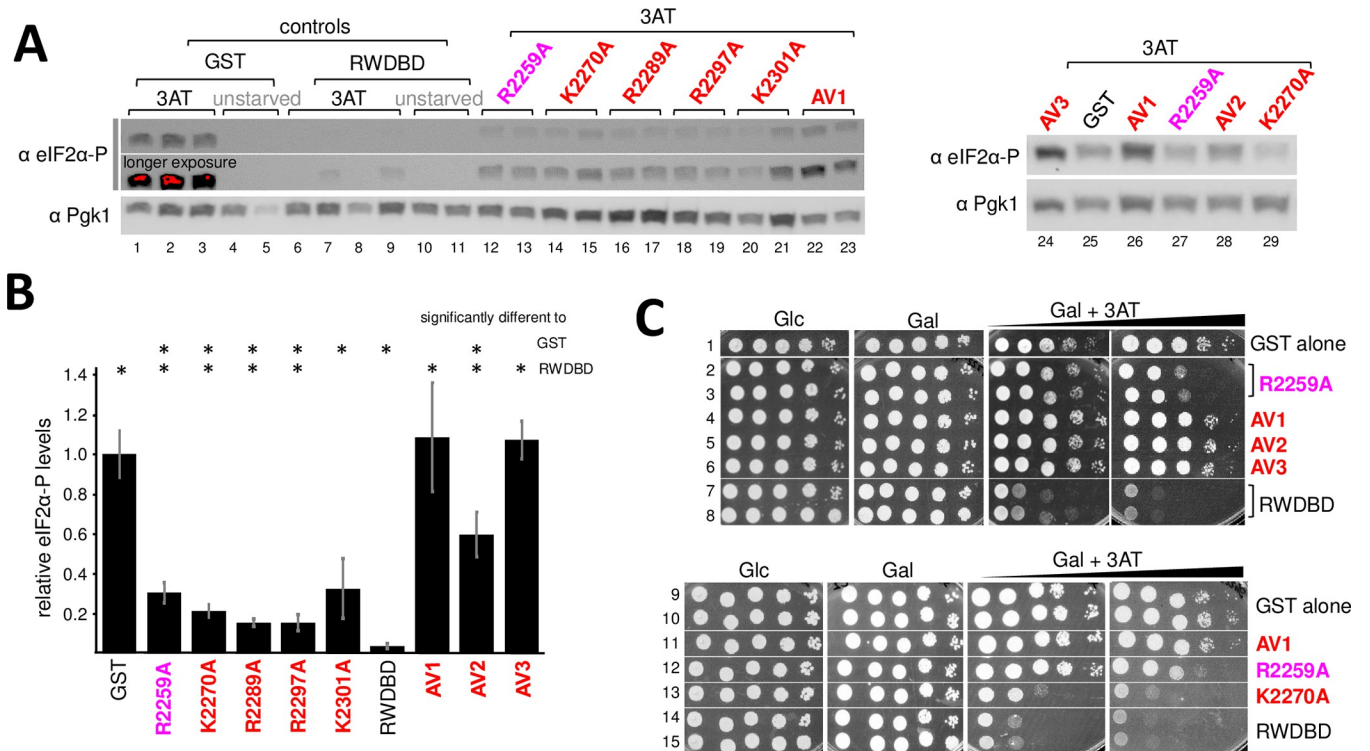 A
controls
3AT
GST
RWDBD
3AT
unstarved
3AT
unstarved
R2259A
K2270A
R2289A
R2297A
K2301A
AV1
α eIF2α-P
longer exposure
α Pgk1
1 2 3 4 5 6 7 8 9 10 11 12 13 14 15 16 17 18 19 20 21 22 23
3AT
AV3
GST
AV1
R2259A
AV2
K2270A
α eIF2α-P
α Pgk1
24 25 26 27 28 29
B
significantly different to
* * * * * * * GST
* * * * * * * * RWDBD
relative eIF2α-P levels
1.4
1.2
1.0
0.8
0.6
0.4
0.2
GST
R2259A
K2270A
R2289A
R2297A
K2301A
RWDBD
AV1
AV2
AV3
C
Glc
Gal
Gal + 3AT
1 GST alone
2
3
R2259A
4 AV1
5 AV2
6 AV3
7
8
RWDBD
Glc
Gal
Gal + 3AT
9
10
GST alone
11 AV1
12 R2259A
13 K2270A
14
15
RWDBD